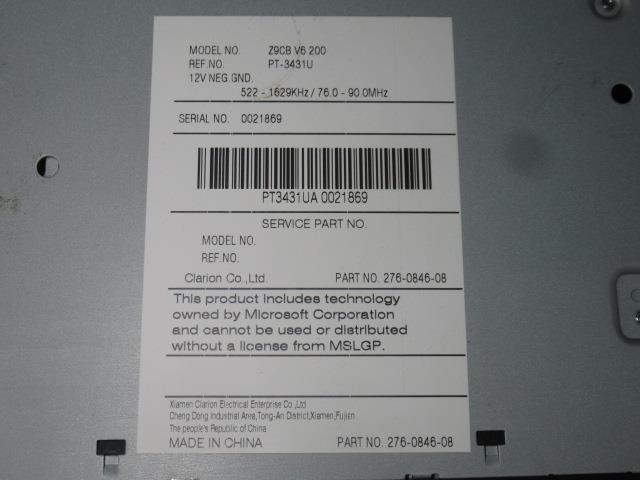 MODEL NO. Z9CB V6 200
REF.NO. PT-3431U
12V NEG.GND.
522 - 1629KHz / 76.0 - 90.0MHz
SERIAL NO. 0021869
PT3431UA 0021869
SERVICE PART NO.
MODEL NO.
REF.NO.
Clarion Co.,Ltd. PART NO. 276-0846-08
This product includes technology
owned by Microsoft Corporation
and cannot be used or distributed
without a license from MSLGP.
Xiamen Clarion Electrical Enterprise Co.,Ltd
Cheng Dong Industrial Area,Tong-An District,Xiamen,Fujian
The people's Republic of China
MADE IN CHINA PART NO. 276-0846-08